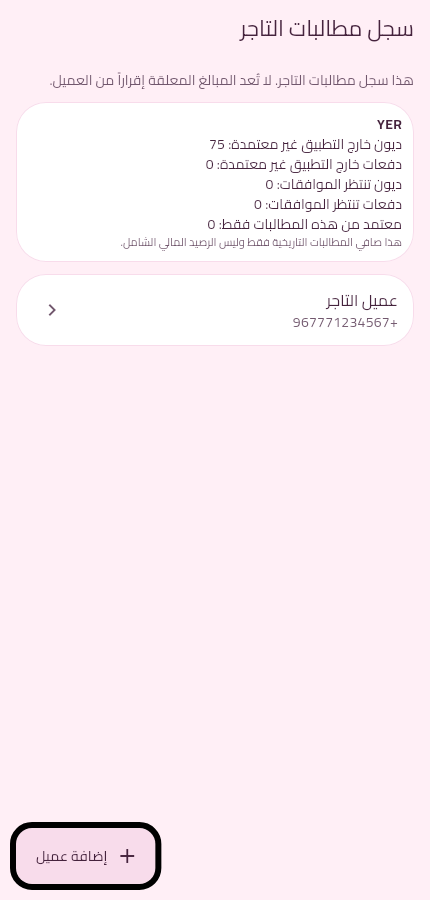 سجل مطالبات التاجر
هذا سجل مطالبات التاجر. لا تُعد المبالغ المعلقة إقراراً من العميل.
YER
ديون خارج التطبيق غير معتمدة: 75
دفعات خارج التطبيق غير معتمدة: 0
ديون تنتظر الموافقات: 0
دفعات تنتظر الموافقات: 0
معتمد من هذه المطالبات فقط: 0
هذا صافي المطالبات التاريخية فقط وليس الرصيد المالي الشامل.
عميل التاجر
967771234567+
إضافة عميل